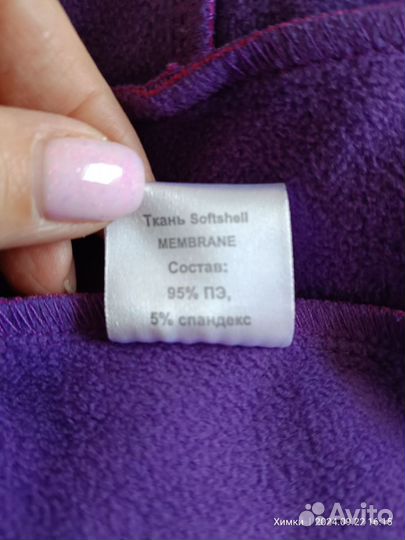 Ткань Softshell
MEMBRANE
Состав:
95% ПЭ,
5% спандекс
Химки | 2024.09.22 16:15
Avito